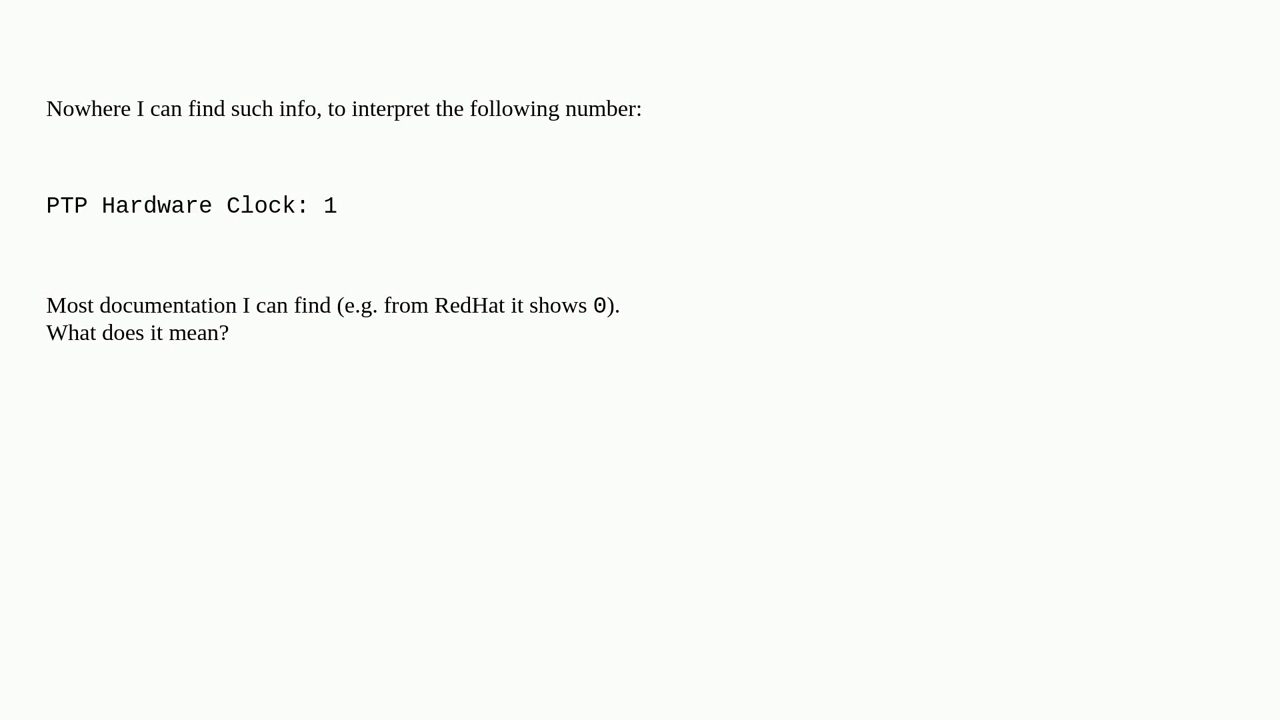 Nowhere I can find such info, to interpret the following number:
PTP Hardware Clock: 1
Most documentation I can find (e.g. from RedHat it shows 0).
What does it mean?